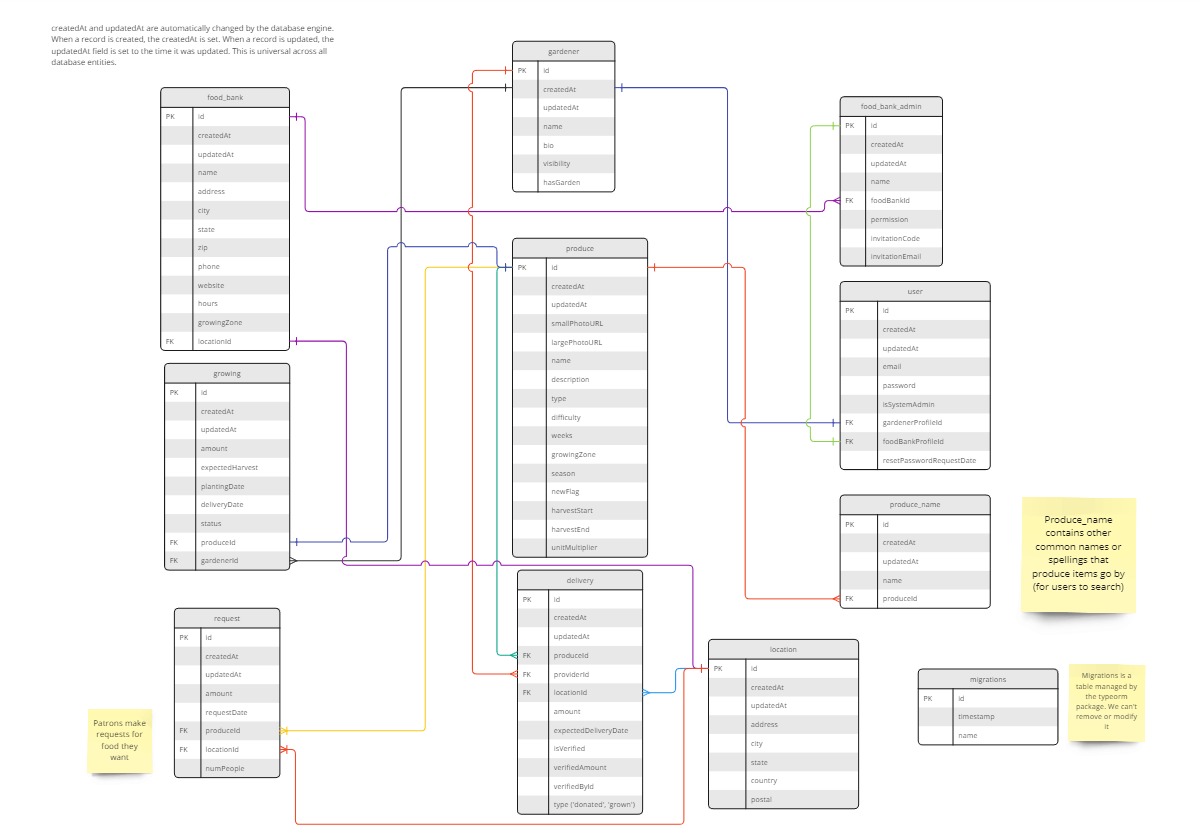 createdAt and updatedAt are automatically changed by the database engine.
When a record is created, the createdAt is set. When a record is updated, the
updatedAt field is set to the time it was updated. This is universal across all
database entities.
food_bank
PK id
createdAt
updatedAt
name
address
city
state
zip
phone
website
hours
growingZone
FK locationId
growing
PK id
createdAt
updatedAt
amount
expectedHarvest
plantingDate
deliveryDate
status
FK produceId
FK gardenerId
request
PK id
createdAt
updatedAt
amount
requestDate
FK produceId
FK locationId
numPeople
Patrons make
requests for
food they
want
gardener
PK id
createdAt
updatedAt
name
bio
visibility
hasGarden
produce
PK id
createdAt
updatedAt
smallPhotoURL
largePhotoURL
name
description
type
difficulty
weeks
growingZone
season
newFlag
harvestStart
harvestEnd
unitMultiplier
delivery
PK id
createdAt
updatedAt
FK produceId
FK providerId
FK locationId
amount
expectedDeliveryDate
isVerified
verifiedAmount
verifiedById
type ('donated', 'grown')
food_bank_admin
PK id
createdAt
updatedAt
name
FK foodBankId
permission
invitationCode
invitationEmail
user
PK id
createdAt
updatedAt
email
password
isSystemAdmin
FK gardenerProfileId
FK foodBankProfileId
resetPasswordRequestDate
produce_name
PK id
createdAt
updatedAt
name
FK produceId
Produce_name
contains other
common names or
spellings that
produce items go by
(for users to search)
location
PK id
createdAt
updatedAt
address
city
state
country
postal
migrations
PK id
timestamp
name
Migrations is a
table managed by
the typeorm
package. We can't
remove or modify
it